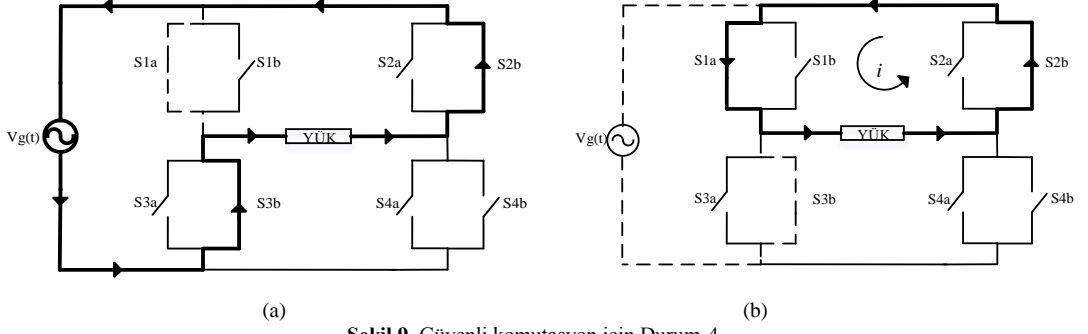 S1a
S1b
S2a
S2b
Vg(t)
YÜK
S3a
S3b
S4a
S4b
(a)
S1a
S1b
i
S2a
S2b
Vg(t)
YÜK
S3a
S3b
S4a
S4b
(b)
Şekil 9. Güvenli komutasyon için Durum-4